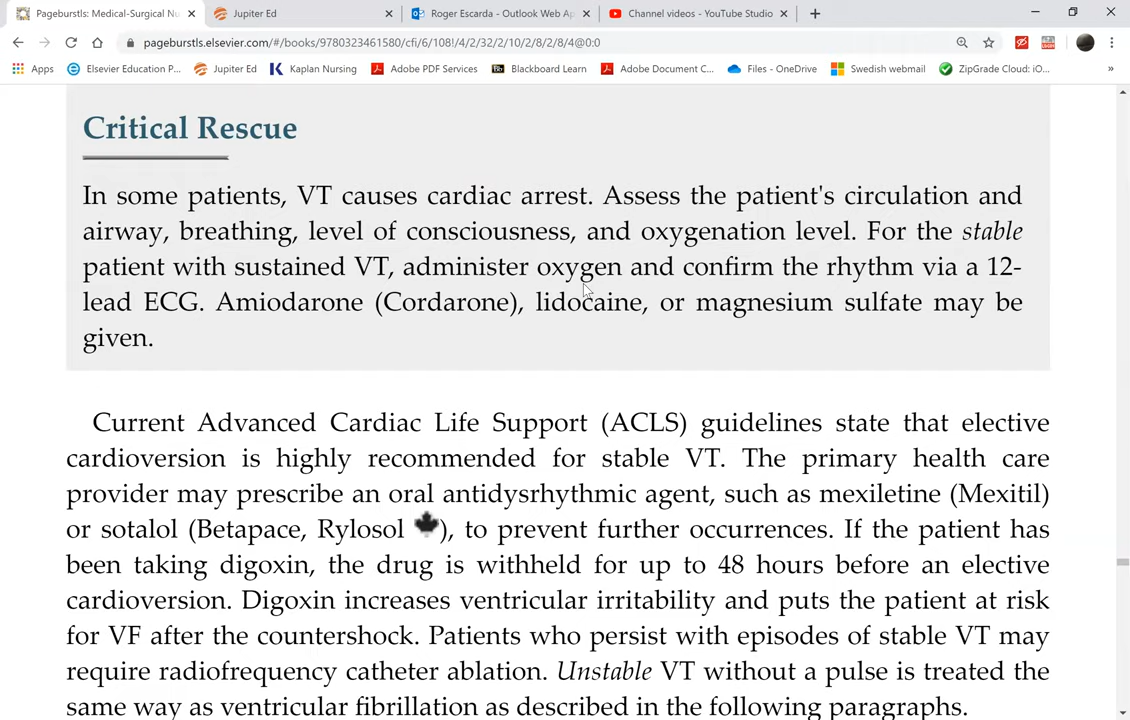 Pageburstls: Medical-Surgical Nu
Jupiter Ed
Roger Escarda - Outlook Web Ap
Channel videos - YouTube Studio
pageburstls.elsevier.com/#/books/9780323461580/cfi/6/108!/4/2/32/2/10/2/8/2/8/4@0:0
Apps
Elsevier Education P...
Jupiter Ed
Kaplan Nursing
Adobe PDF Services
Blackboard Learn
Adobe Document C...
Files - OneDrive
Swedish webmail
ZipGrade Cloud: iO...
»
Critical Rescue
In some patients, VT causes cardiac arrest. Assess the patient's circulation and
airway, breathing, level of consciousness, and oxygenation level. For the stable
patient with sustained VT, administer oxygen and confirm the rhythm via a 12-
lead ECG. Amiodarone (Cordarone), lidocaine, or magnesium sulfate may be
given.
Current Advanced Cardiac Life Support (ACLS) guidelines state that elective
cardioversion is highly recommended for stable VT. The primary health care
provider may prescribe an oral antidysrhythmic agent, such as mexiletine (Mexitil)
or sotalol (Betapace, Rylosol ), to prevent further occurrences. If the patient has
been taking digoxin, the drug is withheld for up to 48 hours before an elective
cardioversion. Digoxin increases ventricular irritability and puts the patient at risk
for VF after the countershock. Patients who persist with episodes of stable VT may
require radiofrequency catheter ablation. Unstable VT without a pulse is treated the
same way as ventricular fibrillation as described in the following paragraphs.